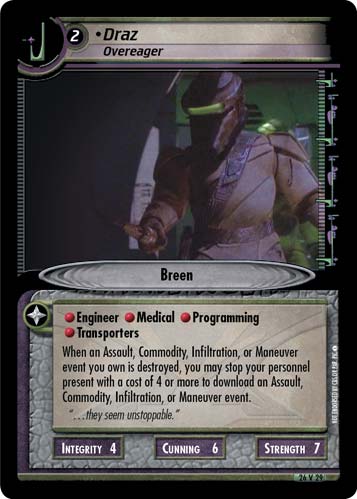 2
•Draz
Overeager
Breen
Engineer Medical Programming
Transporters
When an Assault, Commodity, Infiltration, or Maneuver
event you own is destroyed, you may stop your personnel
present with a cost of 4 or more to download an Assault,
Commodity, Infiltration, or Maneuver event.
"…they seem unstoppable."
INTEGRITY 4 CUNNING 6 STRENGTH 7
26 V 29